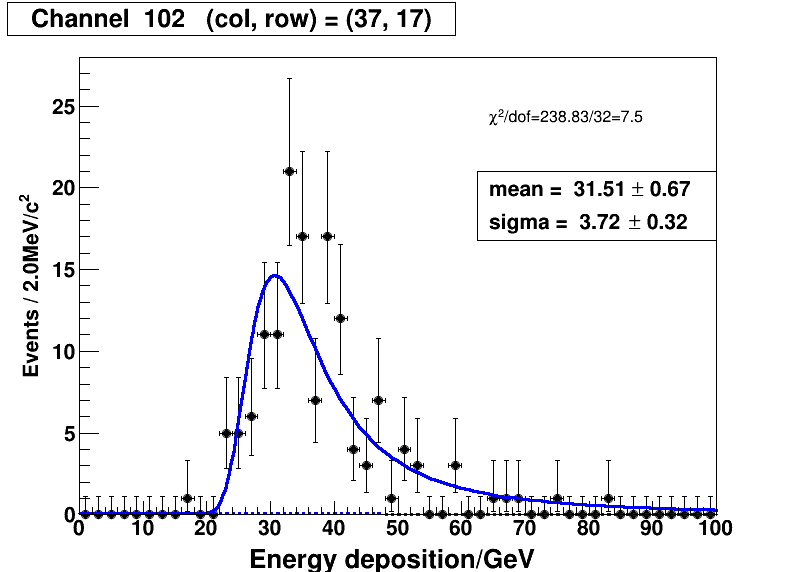 Channel 102 (col, row) = (37, 17)
χ²/dof=238.83/32=7.5
mean = 31.51 ± 0.67
sigma = 3.72 ± 0.32
Events / 2.0MeV/c²
25
20
15
10
5
0
0 10 20 30 40 50 60 70 80 90 100
Energy deposition/GeV